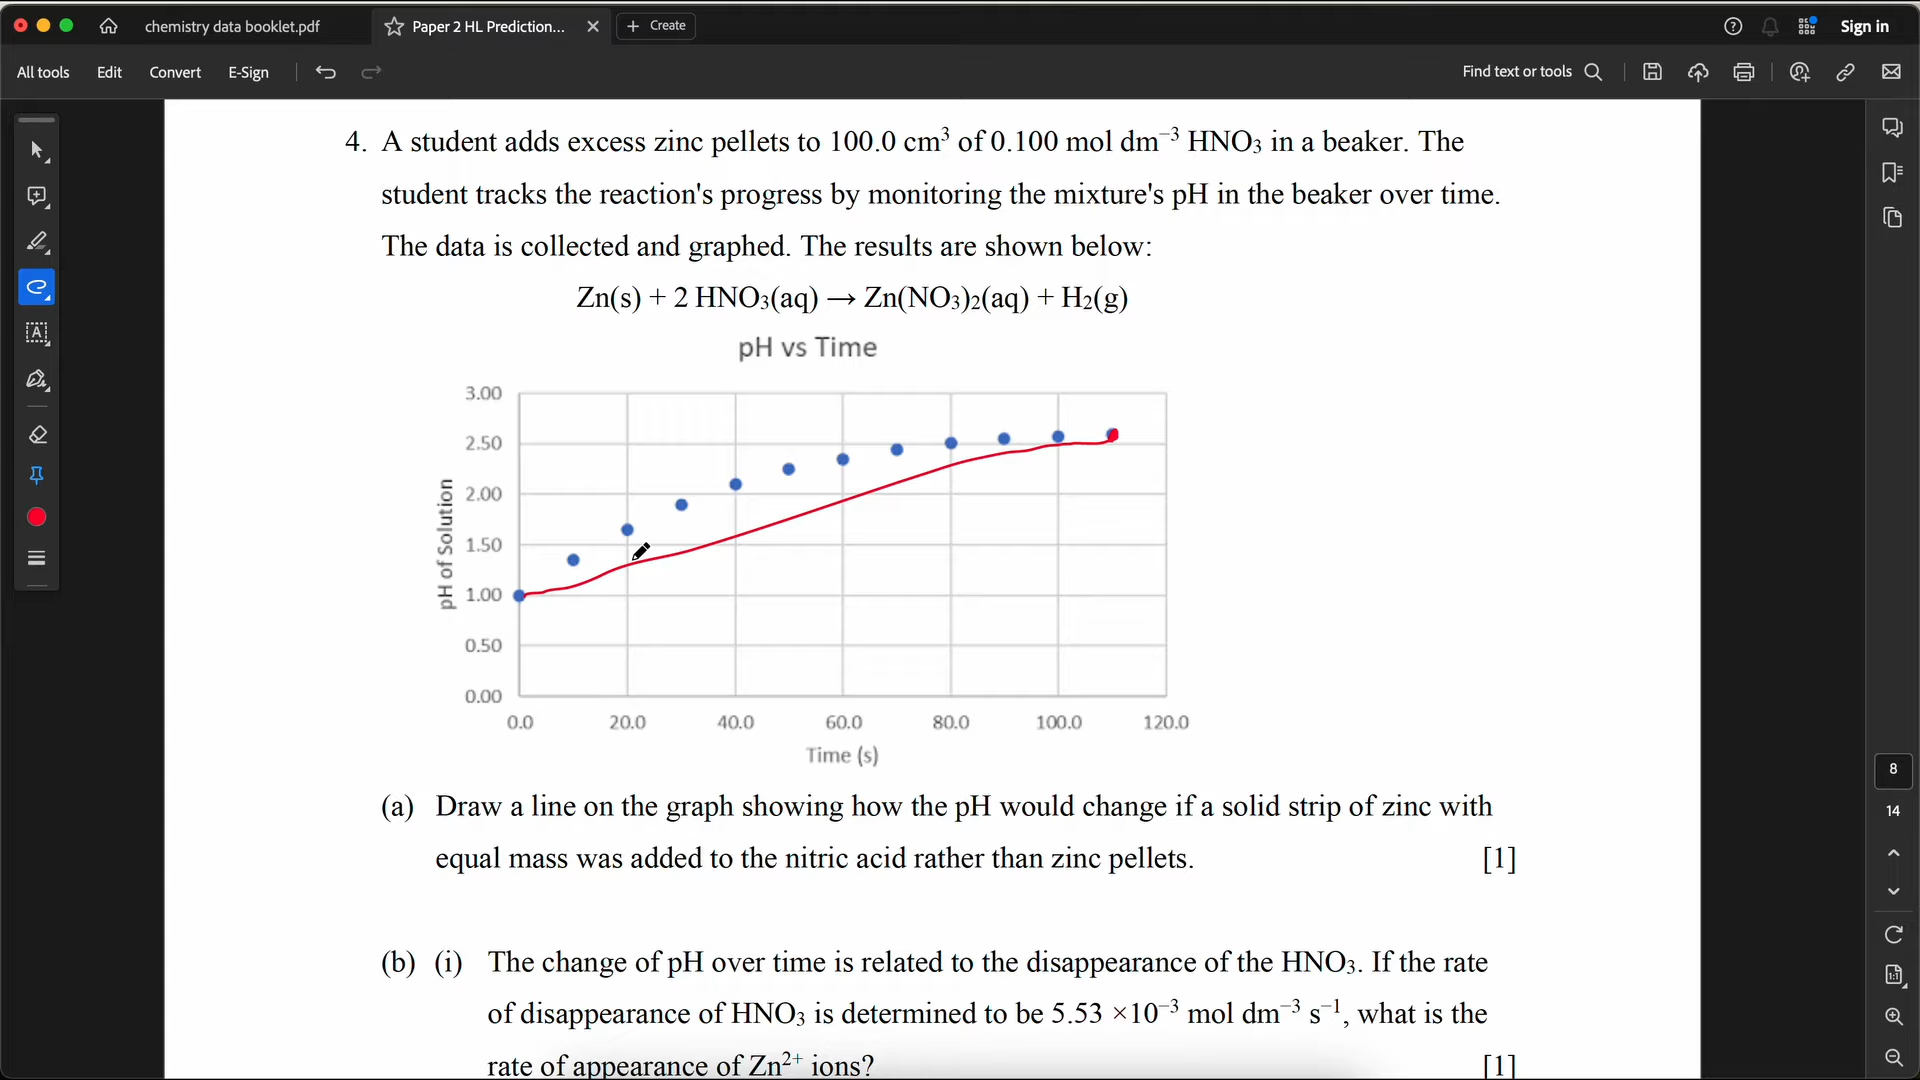 chemistry data booklet.pdf
Paper 2 HL Prediction...
Create
Sign in
All tools
Edit
Convert
E-Sign
Find text or tools
4. A student adds excess zinc pellets to 100.0 cm³ of 0.100 mol dm⁻³ HNO₃ in a beaker. The
student tracks the reaction's progress by monitoring the mixture's pH in the beaker over time.
The data is collected and graphed. The results are shown below:
Zn(s) + 2 HNO₃(aq) → Zn(NO₃)₂(aq) + H₂(g)
pH vs Time
3.00
2.50
2.00
1.50
1.00
0.50
0.00
pH of Solution
0.0 20.0 40.0 60.0 80.0 100.0 120.0
Time (s)
(a) Draw a line on the graph showing how the pH would change if a solid strip of zinc with
equal mass was added to the nitric acid rather than zinc pellets. [1]
(b) (i) The change of pH over time is related to the disappearance of the HNO₃. If the rate
of disappearance of HNO₃ is determined to be 5.53 ×10⁻³ mol dm⁻³ s⁻¹, what is the
rate of appearance of Zn²⁺ ions? [1]
8
14